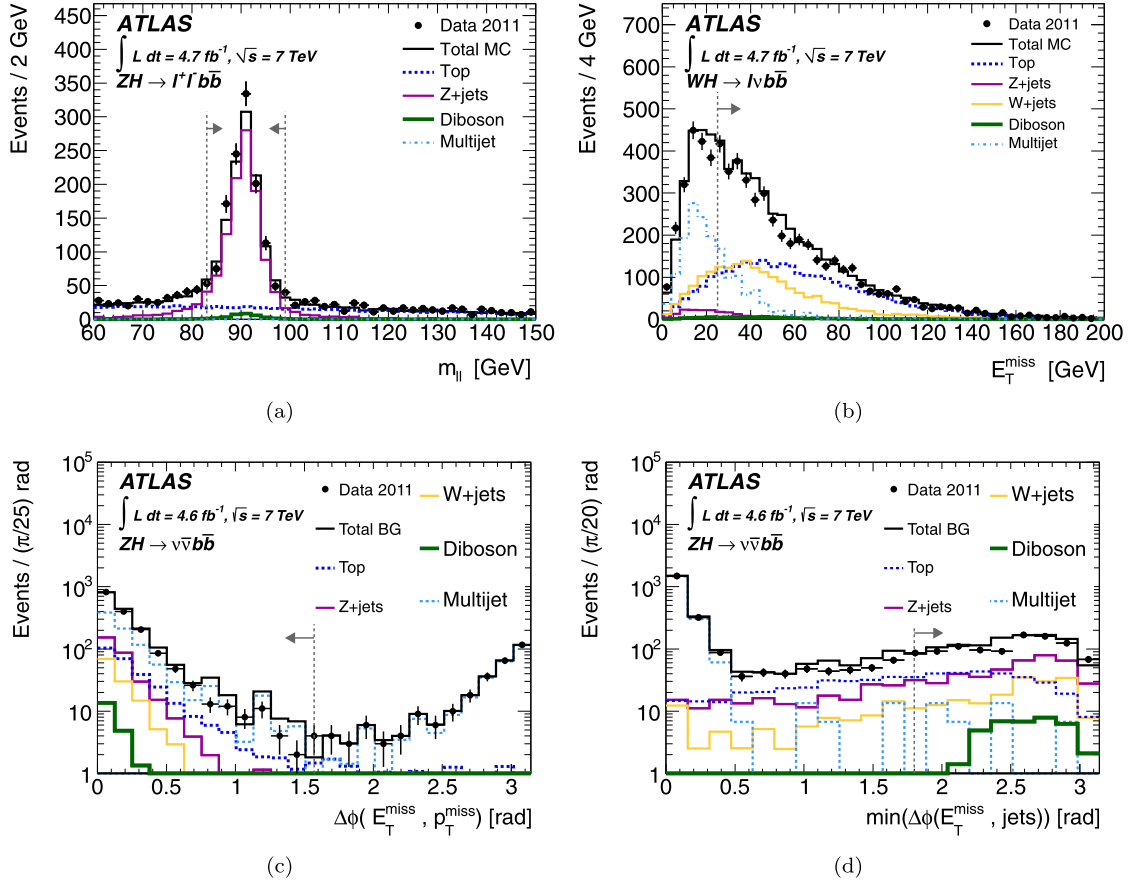 ATLAS
∫ L dt = 4.7 fb⁻¹, √s = 7 TeV
ZH → l⁺l⁻bb̅
Data 2011
Total MC
Top
Z+jets
Diboson
Multijet
Events / 2 GeV
450
400
350
300
250
200
150
100
50
0
60 70 80 90 100 110 120 130 140 150
m_ll [GeV]
(a)
ATLAS
∫ L dt = 4.7 fb⁻¹, √s = 7 TeV
WH → lνbb̅
Data 2011
Total MC
Top
Z+jets
W+jets
Diboson
Multijet
Events / 4 GeV
700
600
500
400
300
200
100
0
0 20 40 60 80 100 120 140 160 180 200
E_T^miss [GeV]
(b)
ATLAS
∫ L dt = 4.6 fb⁻¹, √s = 7 TeV
ZH → νν̅bb̅
Data 2011
Total BG
Top
Z+jets
W+jets
Diboson
Multijet
Events / (π/25) rad
10⁵
10⁴
10³
10²
10
1
0 0.5 1 1.5 2 2.5 3
Δϕ( E_T^miss , p_T^miss) [rad]
(c)
ATLAS
∫ L dt = 4.6 fb⁻¹, √s = 7 TeV
ZH → νν̅bb̅
Data 2011
Total BG
Top
Z+jets
W+jets
Diboson
Multijet
Events / (π/20) rad
10⁵
10⁴
10³
10²
10
1
0 0.5 1 1.5 2 2.5 3
min(Δϕ(E_T^miss , jets)) [rad]
(d)